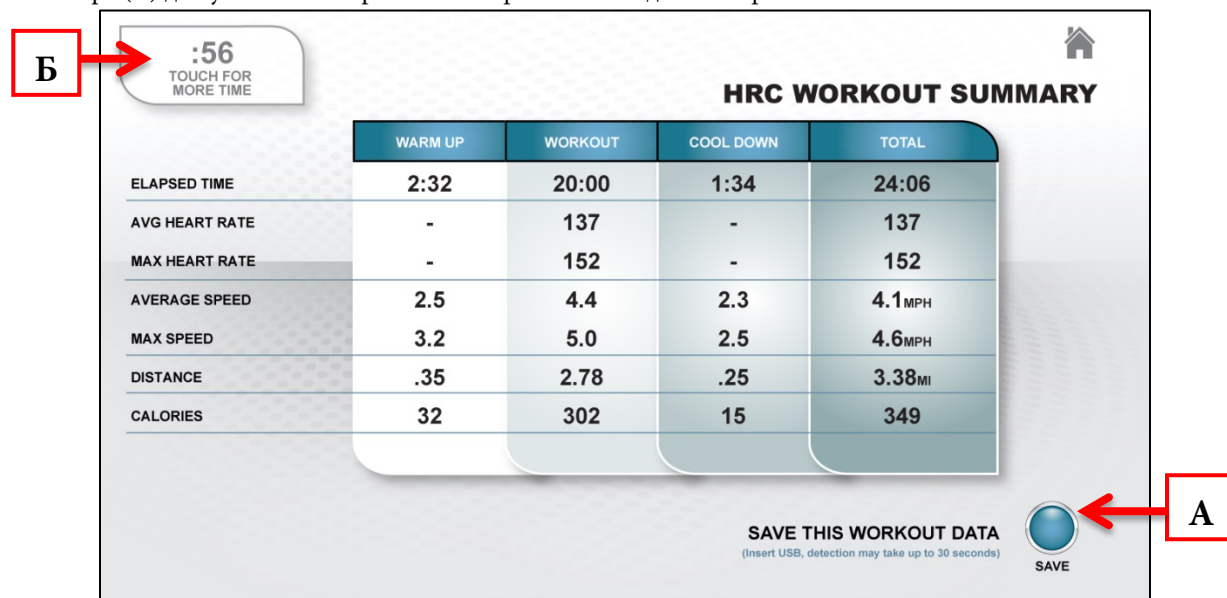 Б
:56
TOUCH FOR
MORE TIME
HRC WORKOUT SUMMARY
WARM UP WORKOUT COOL DOWN TOTAL
ELAPSED TIME 2:32 20:00 1:34 24:06
AVG HEART RATE - 137 - 137
MAX HEART RATE - 152 - 152
AVERAGE SPEED 2.5 4.4 2.3 4.1MPH
MAX SPEED 3.2 5.0 2.5 4.6MPH
DISTANCE .35 2.78 .25 3.38MI
CALORIES 32 302 15 349
SAVE THIS WORKOUT DATA
(Insert USB, detection may take up to 30 seconds)
SAVE
А